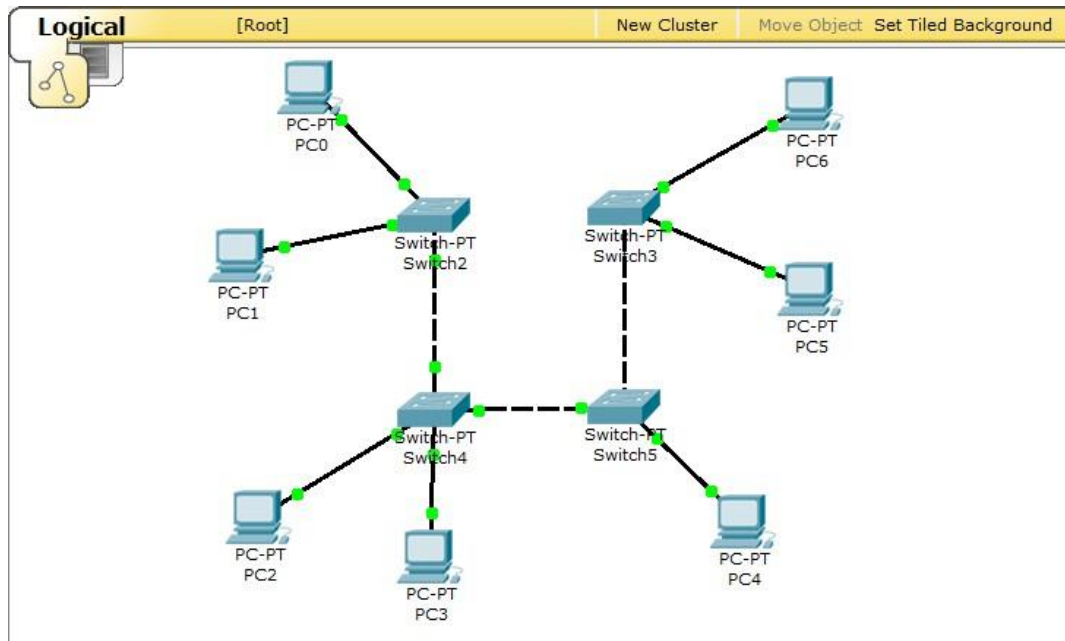 Logical
[Root]
New Cluster
Move Object
Set Tiled Background
PC-PT
PC0
PC-PT
PC6
Switch-PT
Switch2
Switch-PT
Switch3
PC-PT
PC1
PC-PT
PC5
Switch-PT
Switch4
Switch-PT
Switch5
PC-PT
PC2
PC-PT
PC3
PC-PT
PC4